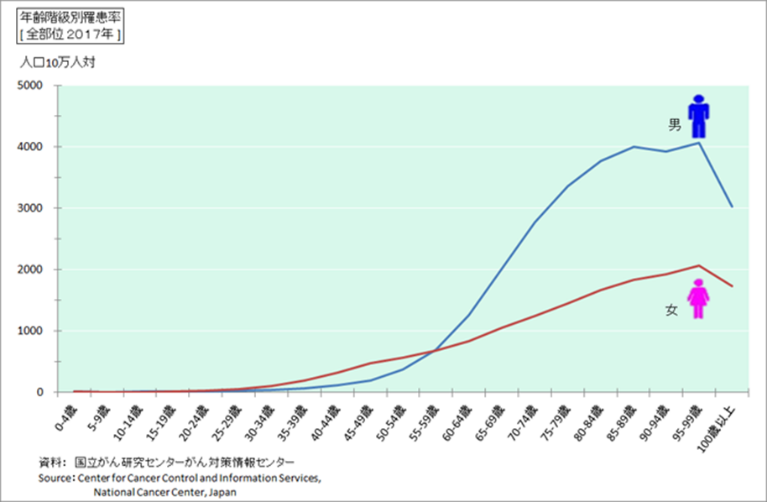 年齢階級別罹患率
[ 全部位 2017年 ]
人口10万人対
5000
4000
3000
2000
1000
0
男
女
0-4歳
5-9歳
10-14歳
15-19歳
20-24歳
25-29歳
30-34歳
35-39歳
40-44歳
45-49歳
50-54歳
55-59歳
60-64歳
65-69歳
70-74歳
75-79歳
80-84歳
85-89歳
90-94歳
95-99歳
100歳以上
資料： 国立がん研究センターがん対策情報センター
Source: Center for Cancer Control and Information Services,
National Cancer Center, Japan